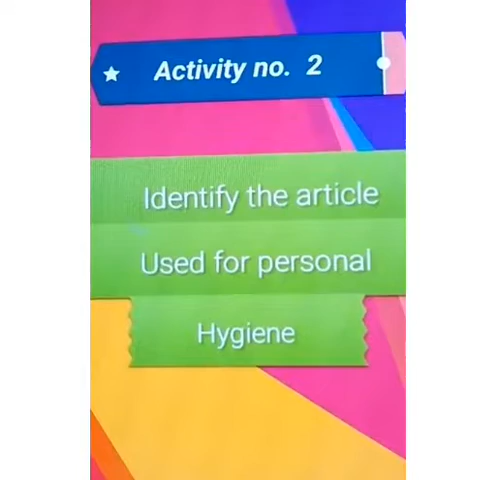 Activity no. 2
Identify the article
Used for personal
Hygiene